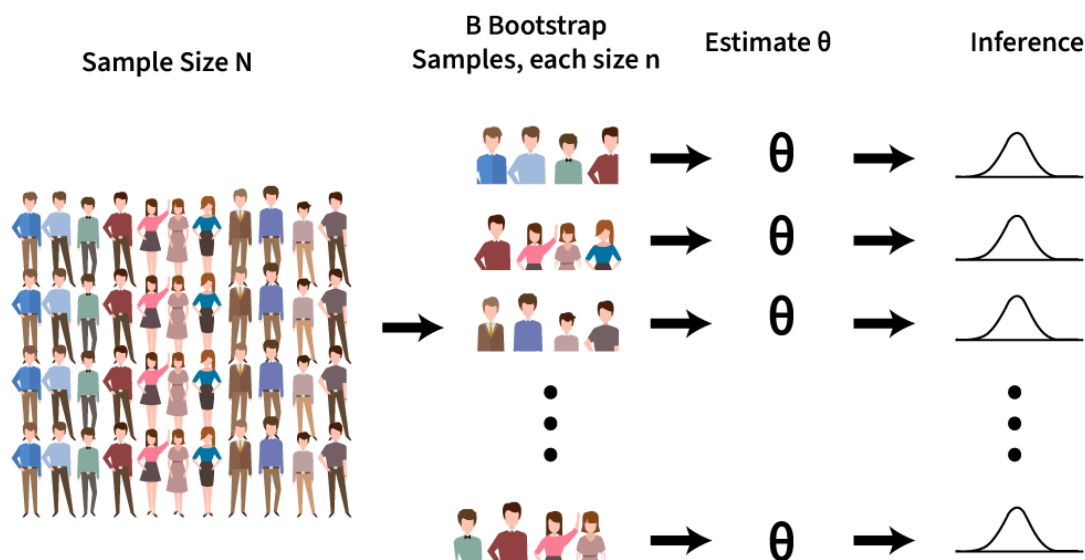 B Bootstrap
Samples, each size n
Estimate θ
Inference
Sample Size N
θ
θ
θ
θ